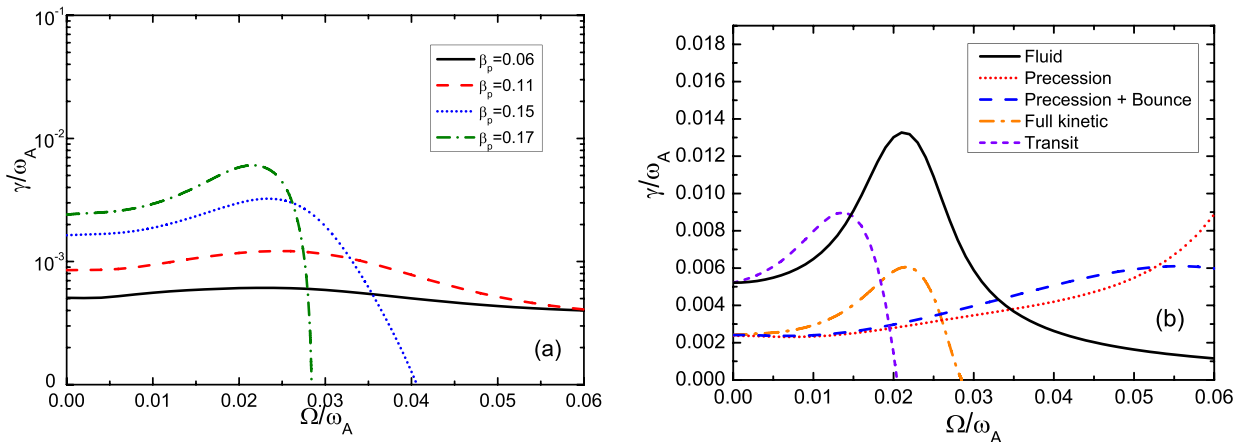 10⁻¹
10⁻²
10⁻³
0
γ/ω_A
β_p=0.06
β_p=0.11
β_p=0.15
β_p=0.17
(a)
0.00 0.01 0.02 0.03 0.04 0.05 0.06
Ω/ω_A
0.018
0.016
0.014
0.012
0.010
0.008
0.006
0.004
0.002
0.000
γ/ω_A
Fluid
Precession
Precession + Bounce
Full kinetic
Transit
(b)
0.00 0.01 0.02 0.03 0.04 0.05 0.06
Ω/ω_A